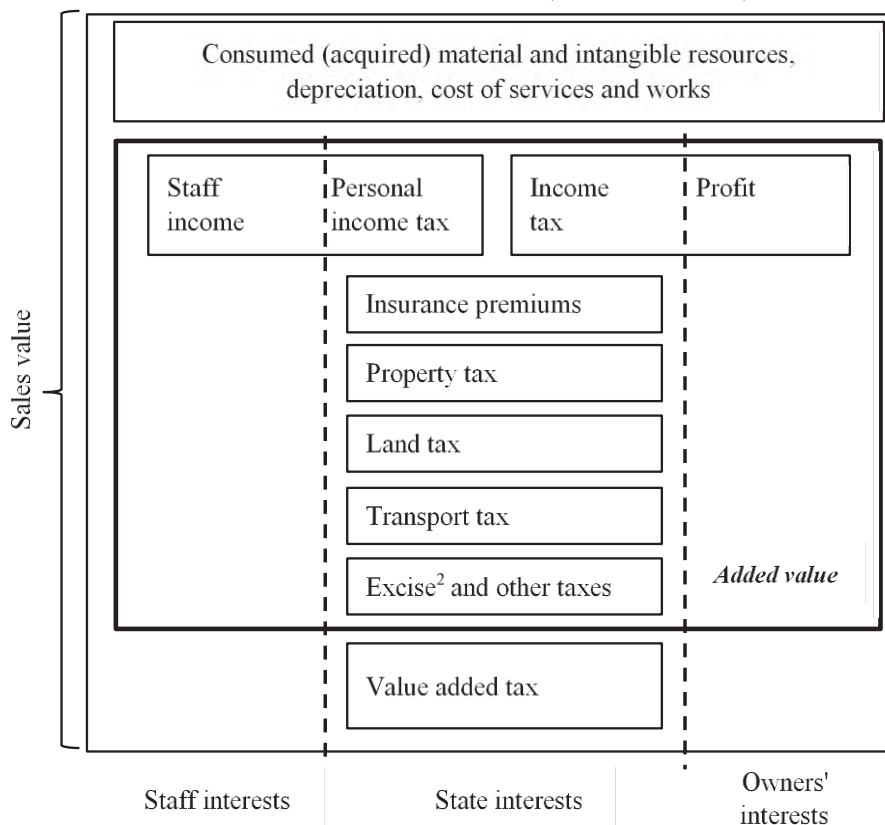 Consumed (acquired) material and intangible resources,
depreciation, cost of services and works
Staff
income
Personal
income tax
Income
tax
Profit
Insurance premiums
Property tax
Land tax
Transport tax
Excise² and other taxes
Added value
Value added tax
Sales value
Staff interests
State interests
Owners'
interests